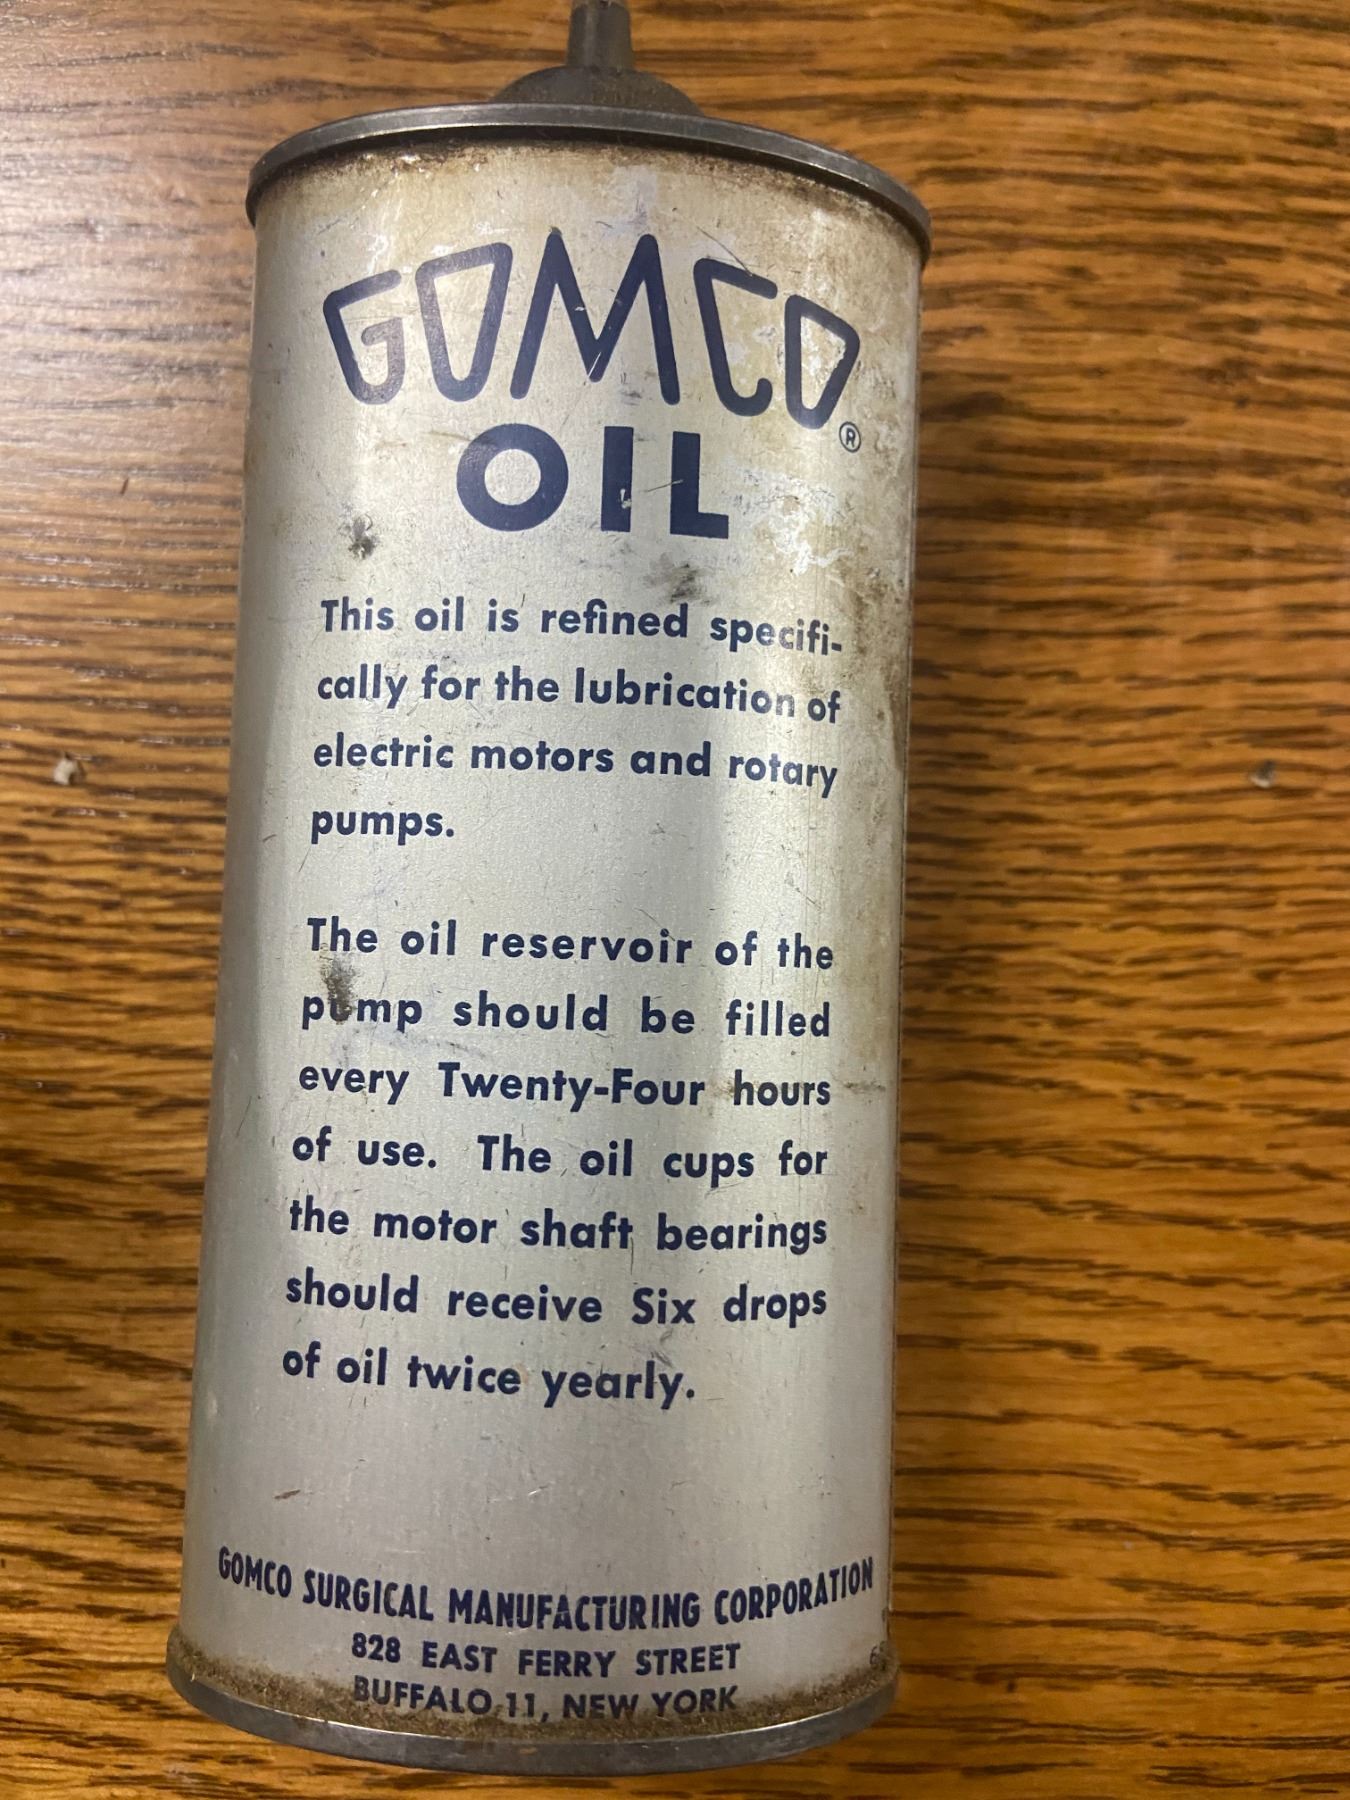 GOMCO®
OIL
This oil is refined specifi-
cally for the lubrication of
electric motors and rotary
pumps.
The oil reservoir of the
pump should be filled
every Twenty-Four hours
of use. The oil cups for
the motor shaft bearings
should receive Six drops
of oil twice yearly.
GOMCO SURGICAL MANUFACTURING CORPORATION
828 EAST FERRY STREET
BUFFALO 11, NEW YORK